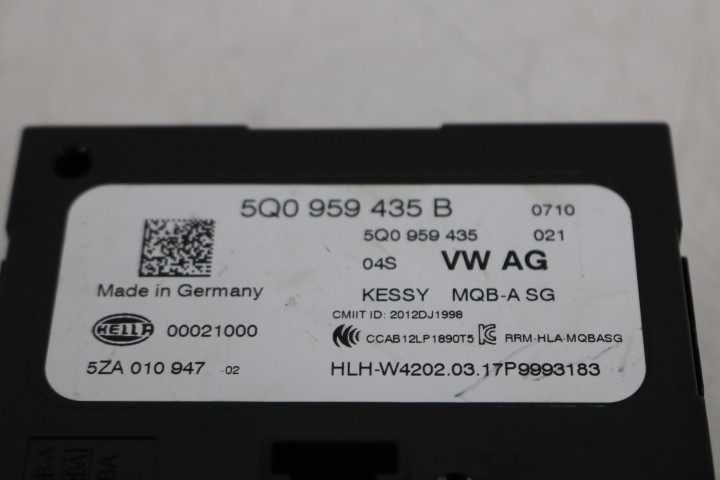 5Q0 959 435 B 0710
5Q0 959 435 021
04S VW AG
Made in Germany KESSY MQB-A SG
CMIIT ID: 2012DJ1998
HELLA 00021000 CCAB12LP1890T5 RRM-HLA-MQBASG
5ZA 010 947 02 HLH-W4202.03.17P9993183